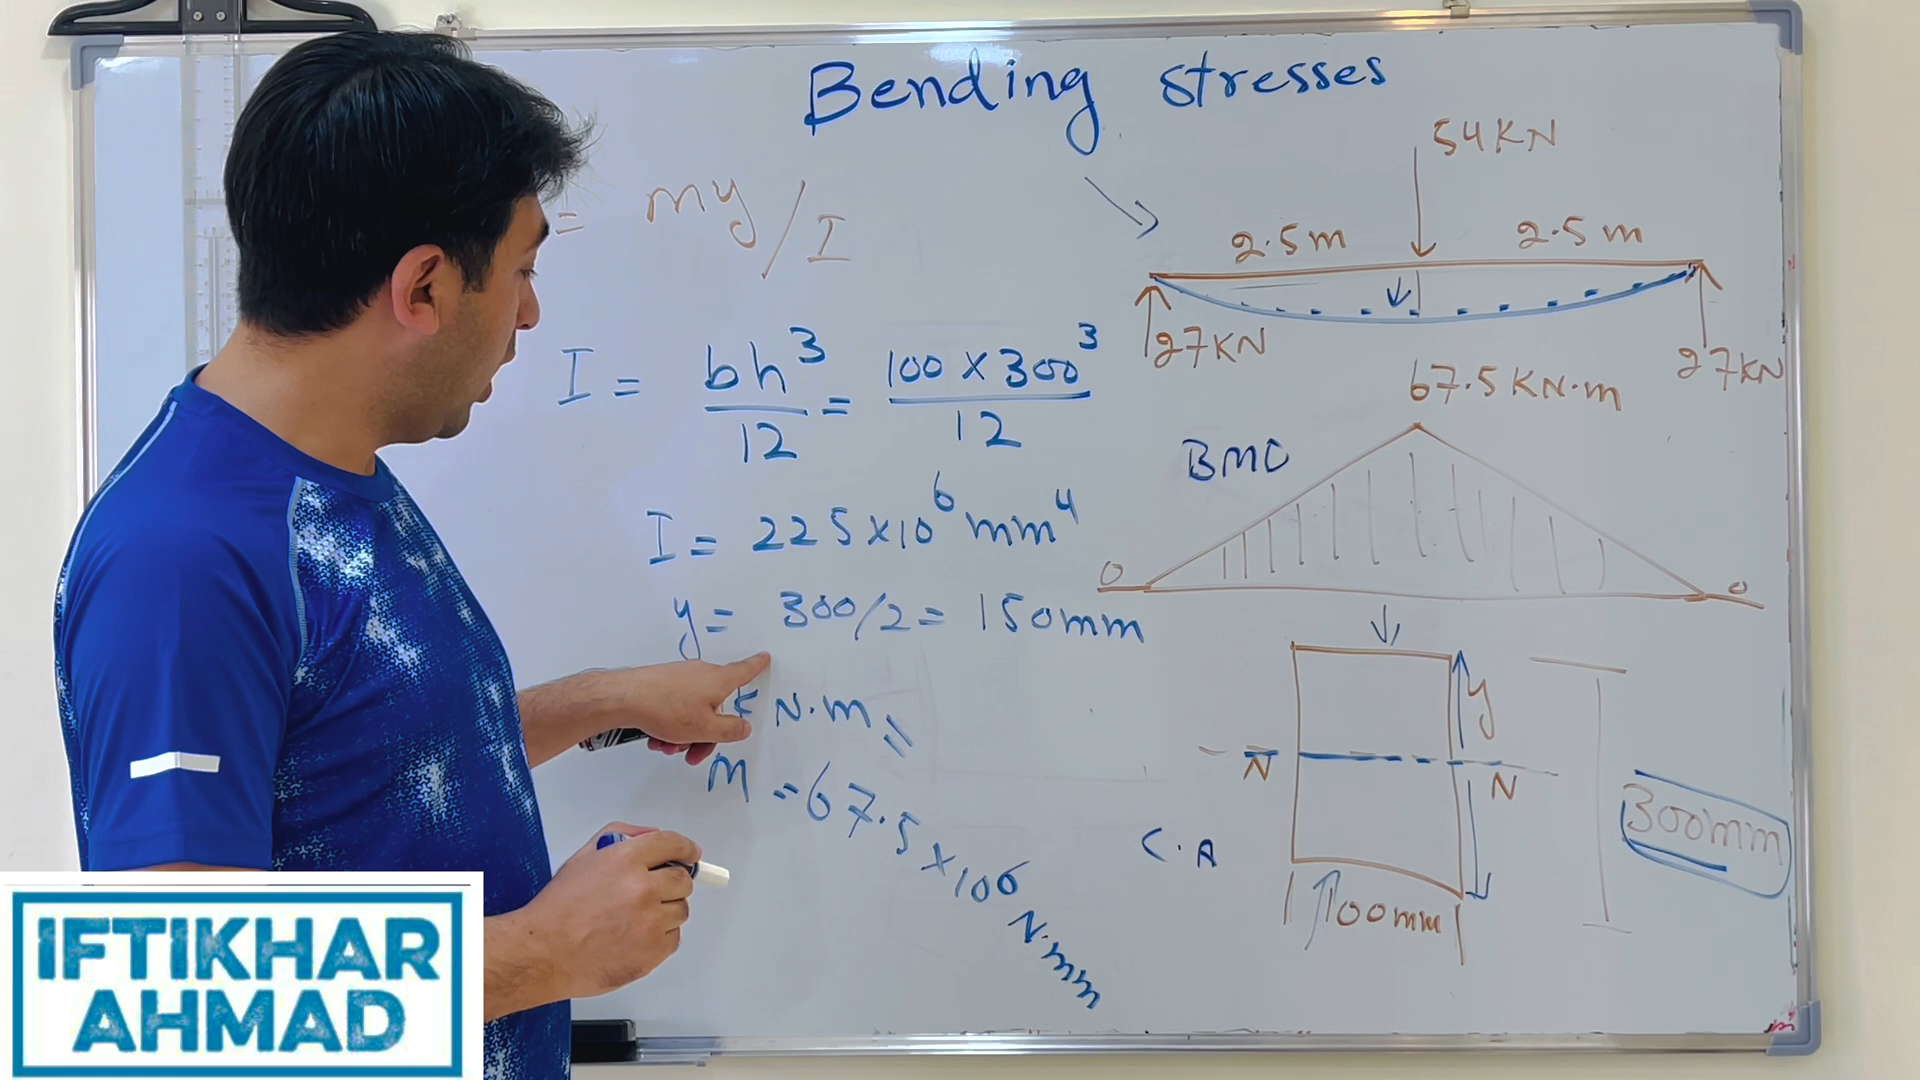 Bending stresses
= my/I
I = bh³/12 = 100 x 300³/12
I = 225 x 10⁶ mm⁴
y = 300/2 = 150mm
KN.m =
M = 67.5 x 10⁶ N.mm
54KN
2.5m 2.5m
27KN 27KN
67.5 KN.m
BMD
0 0
y
N N
C.A
300mm
100mm
IFTIKHAR
AHMAD